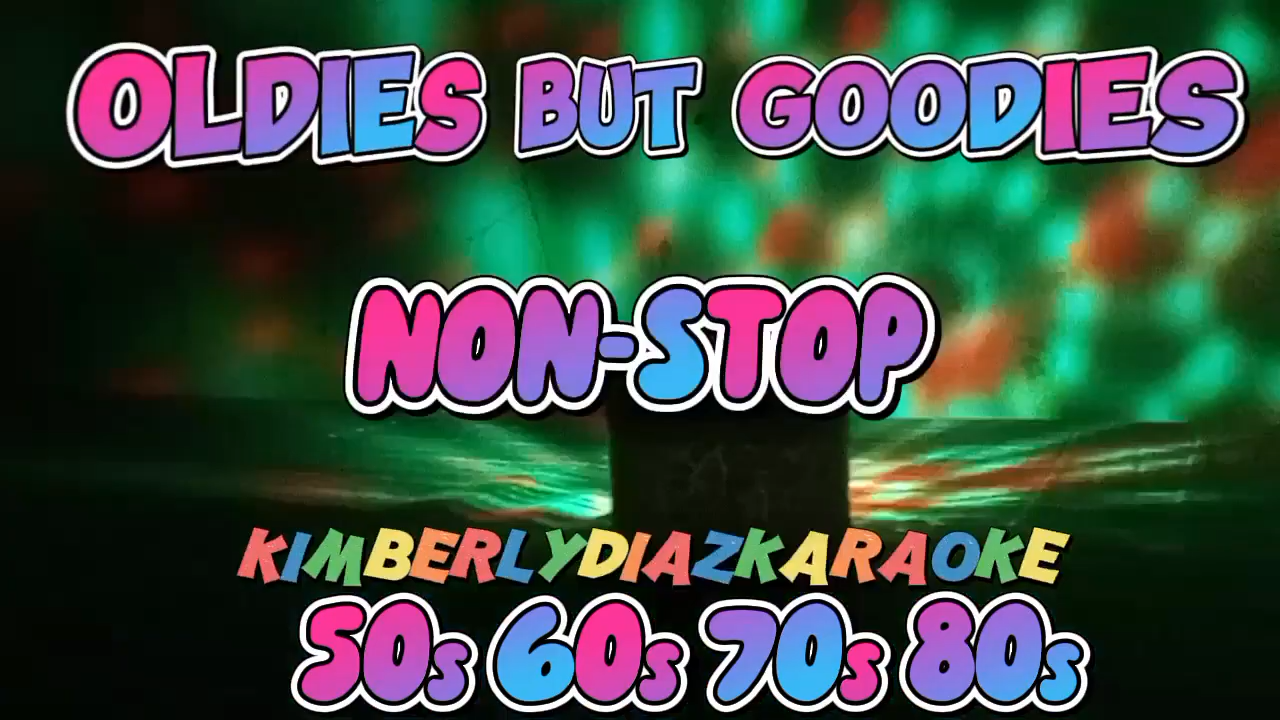 OLDIES BUT GOODIES
NON-STOP
KIMBERLYDIAZKARAOKE
50s 60s 70s 80s